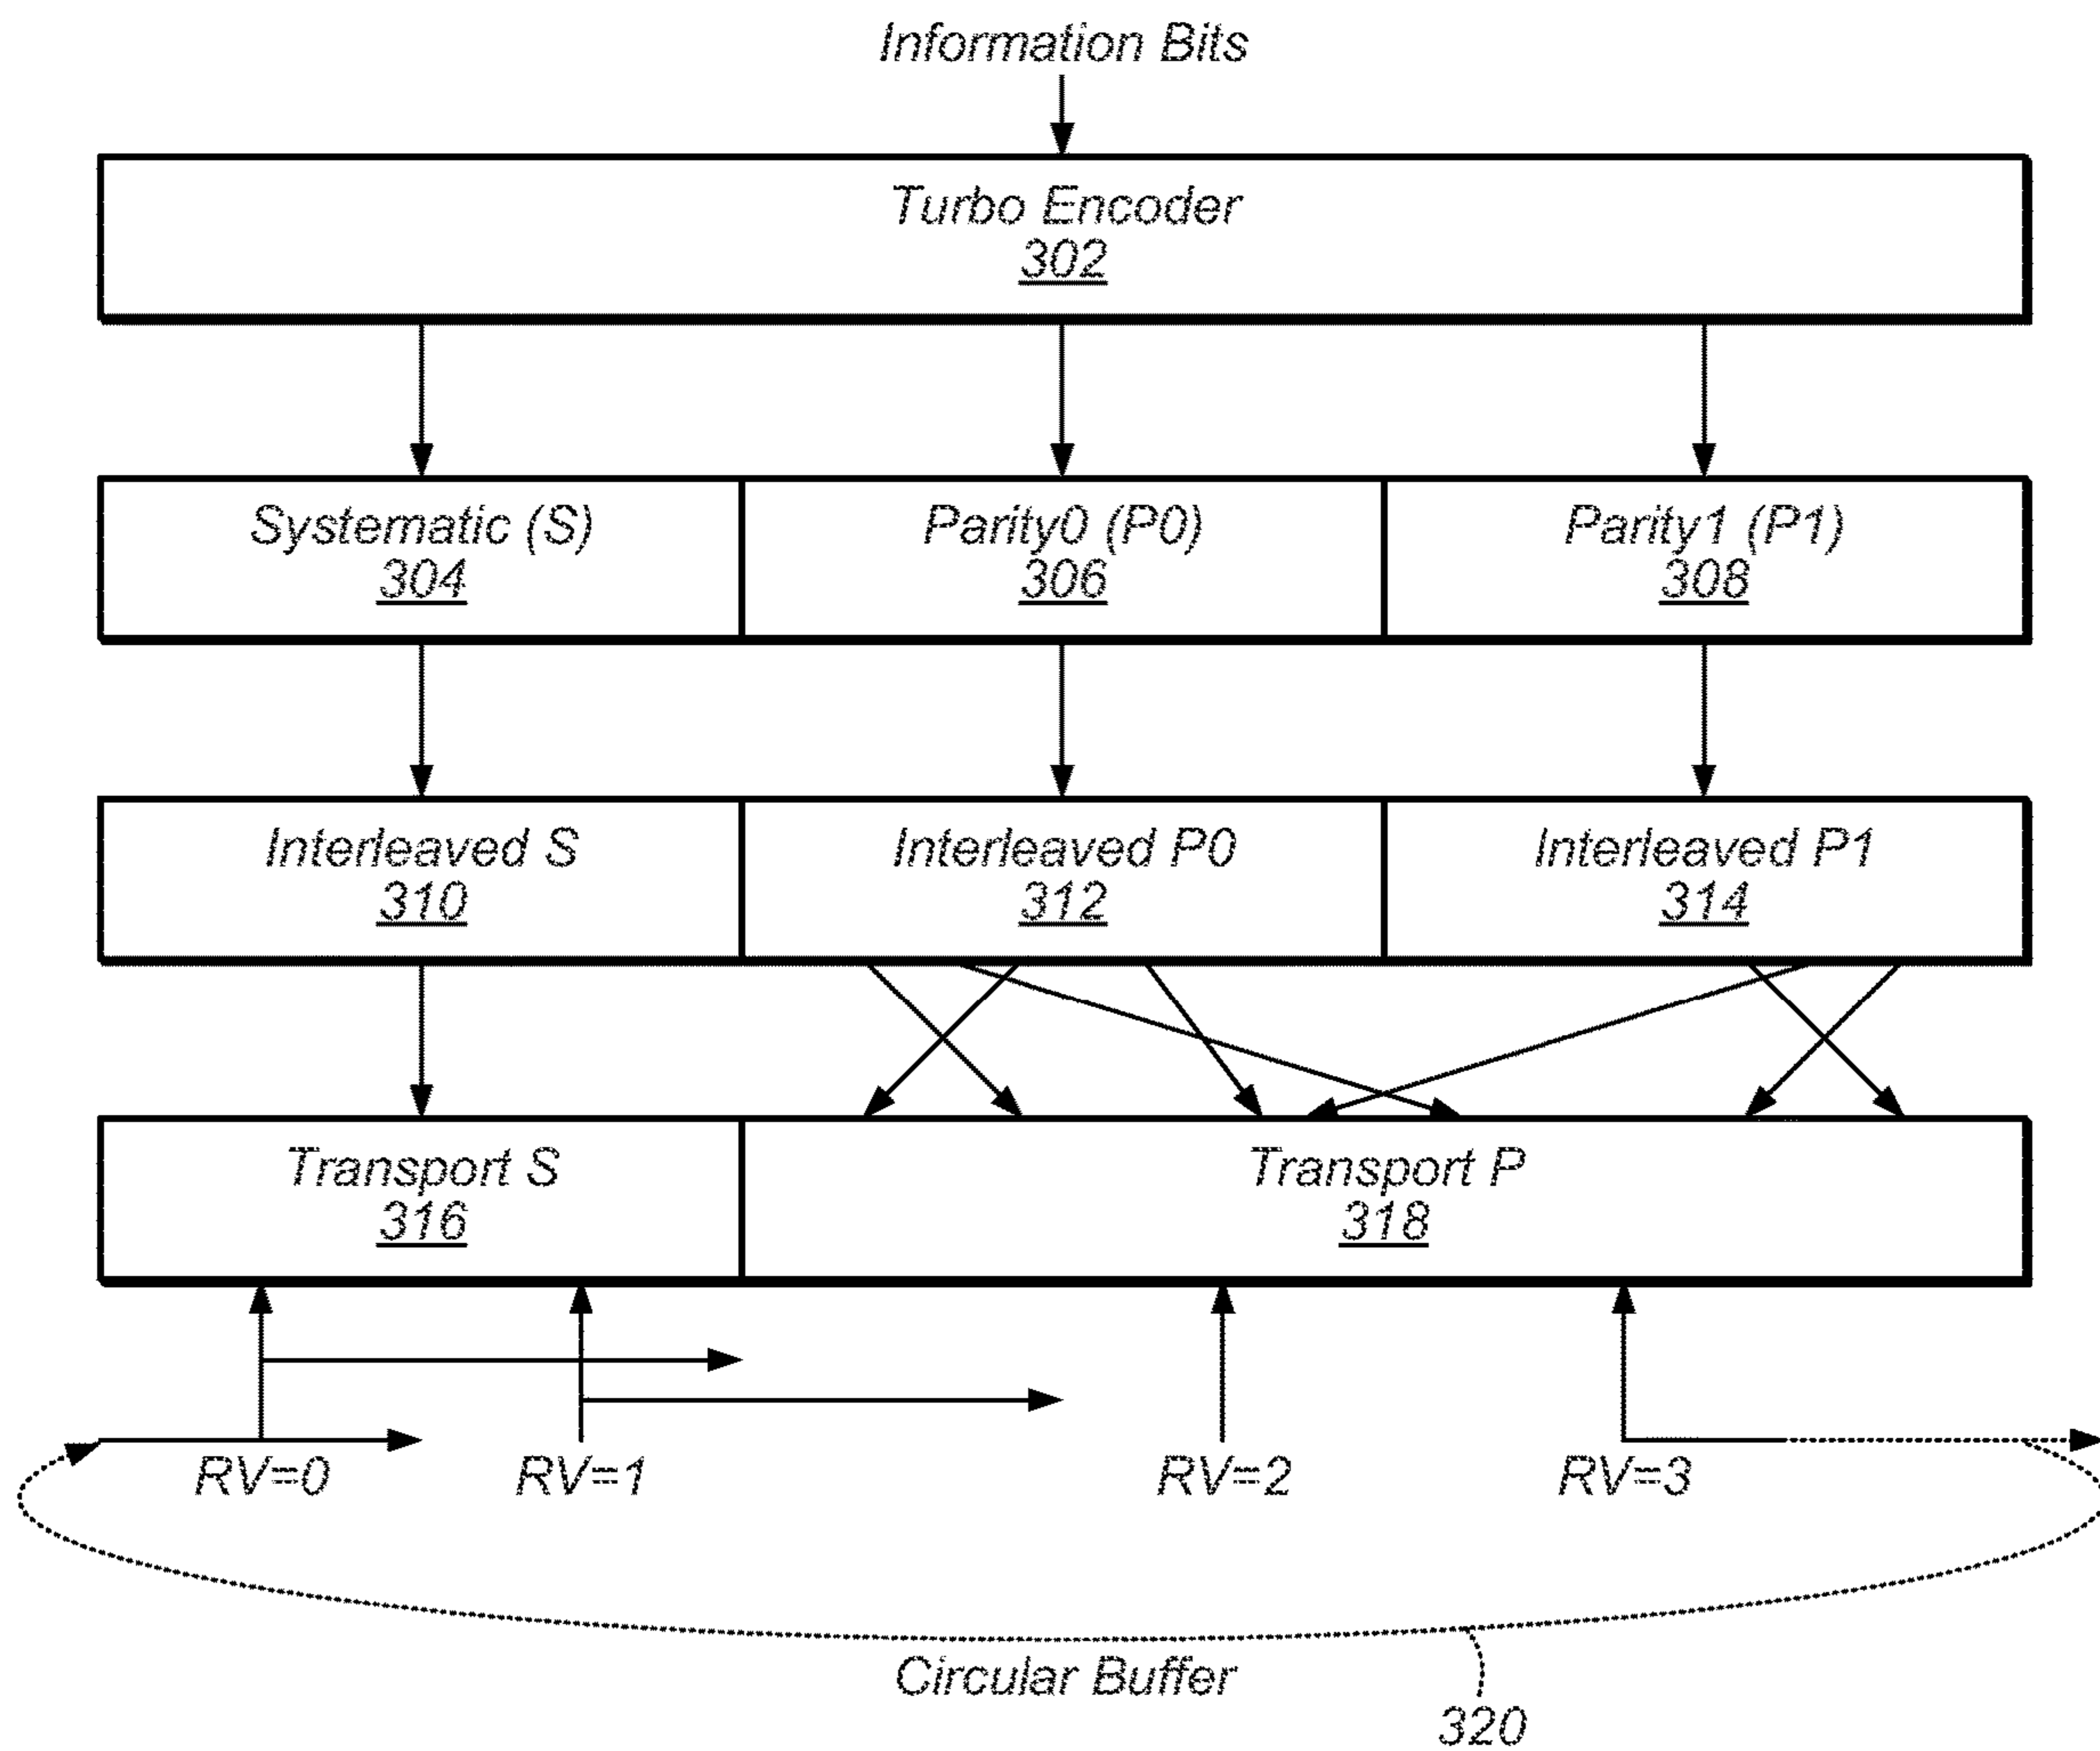 Information Bits
Turbo Encoder
302
Systematic (S)
304
Parity0 (P0)
306
Parity1 (P1)
308
Interleaved S
310
Interleaved P0
312
Interleaved P1
314
Transport S
316
Transport P
318
RV=0
RV=1
RV=2
RV=3
Circular Buffer
320